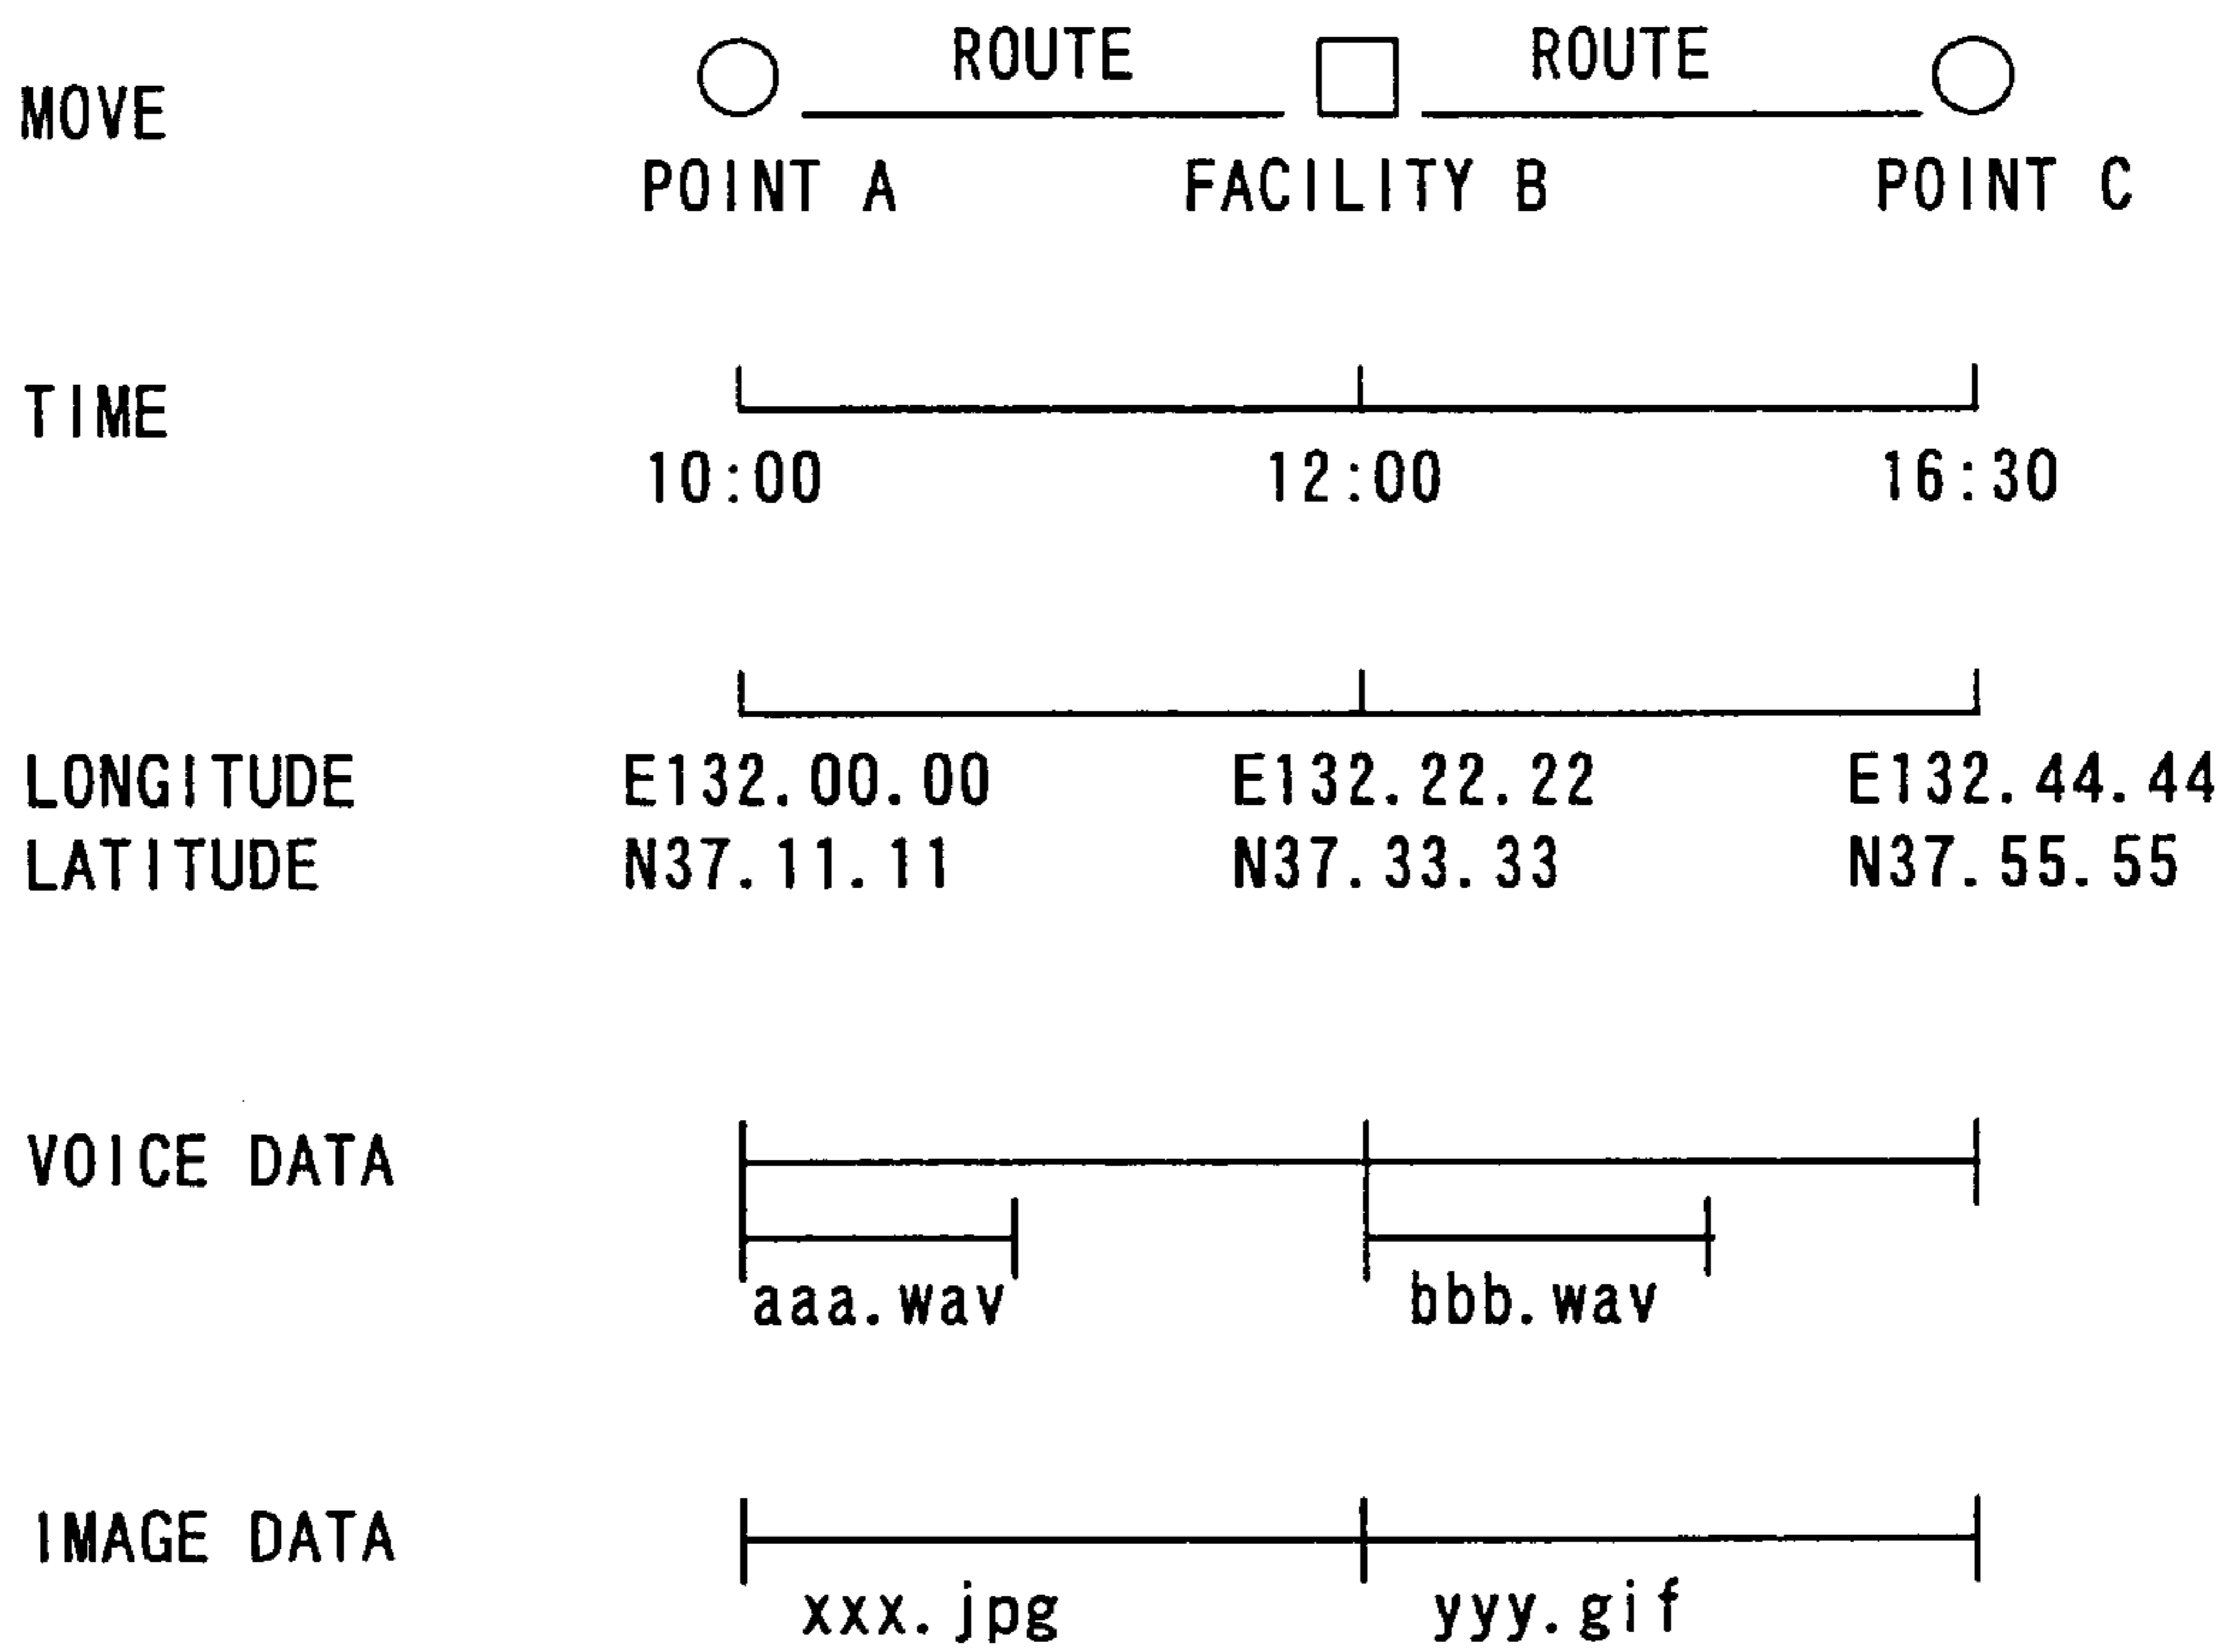 ROUTE ROUTE
MOVE
POINT A FACILITY B POINT C
TIME
10:00 12:00 16:30
LONGITUDE E132.00.00 E132.22.22 E132.44.44
LATITUDE N37.11.11 N37.33.33 N37.55.55
VOICE DATA
aaa.wav bbb.wav
IMAGE DATA
xxx.jpg yyy.gif